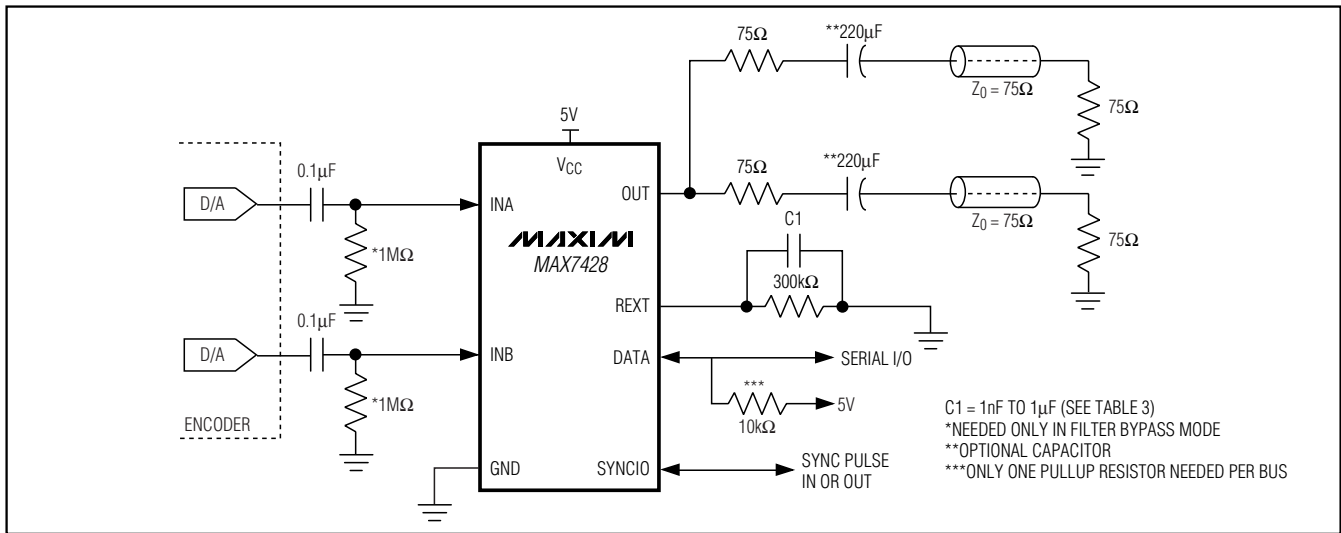 75Ω
**220µF
Z0 = 75Ω
75Ω
5V
VCC
75Ω
**220µF
0.1µF
D/A
INA
OUT
Z0 = 75Ω
*1MΩ
MAXIM
MAX7428
C1
75Ω
300kΩ
REXT
0.1µF
D/A
INB
DATA
SERIAL I/O
*1MΩ
***
5V
10kΩ
ENCODER
C1 = 1nF TO 1µF (SEE TABLE 3)
*NEEDED ONLY IN FILTER BYPASS MODE
**OPTIONAL CAPACITOR
***ONLY ONE PULLUP RESISTOR NEEDED PER BUS
GND
SYNCIO
SYNC PULSE
IN OR OUT